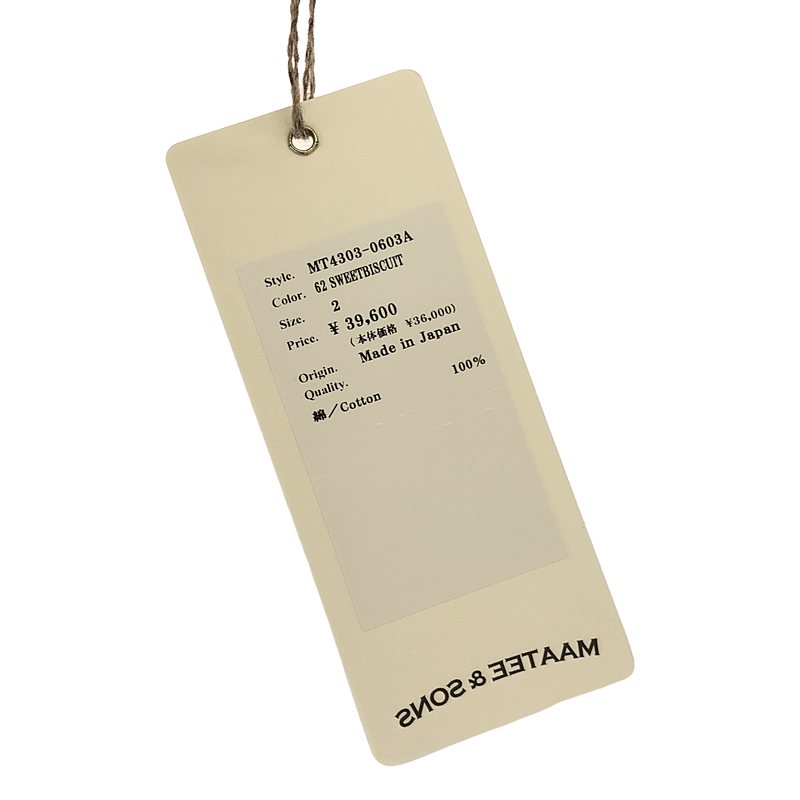 Style. MT4303-0603A
Color. 62 SWEETBISCUIT
Size. 2
Price. ¥ 39,600
(本体価格 ¥36,000)
Origin. Made in Japan
Quality.
綿/Cotton 100%
MAATEE & SONS